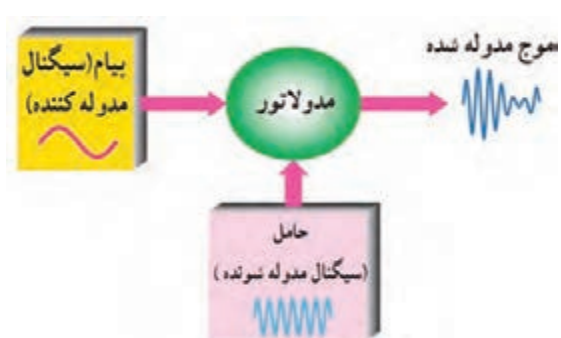 موج مدوله شده
پیام(سیگنال
مدوله کننده)
مدولاتور
حامل
(سیگنال مدوله شونده)